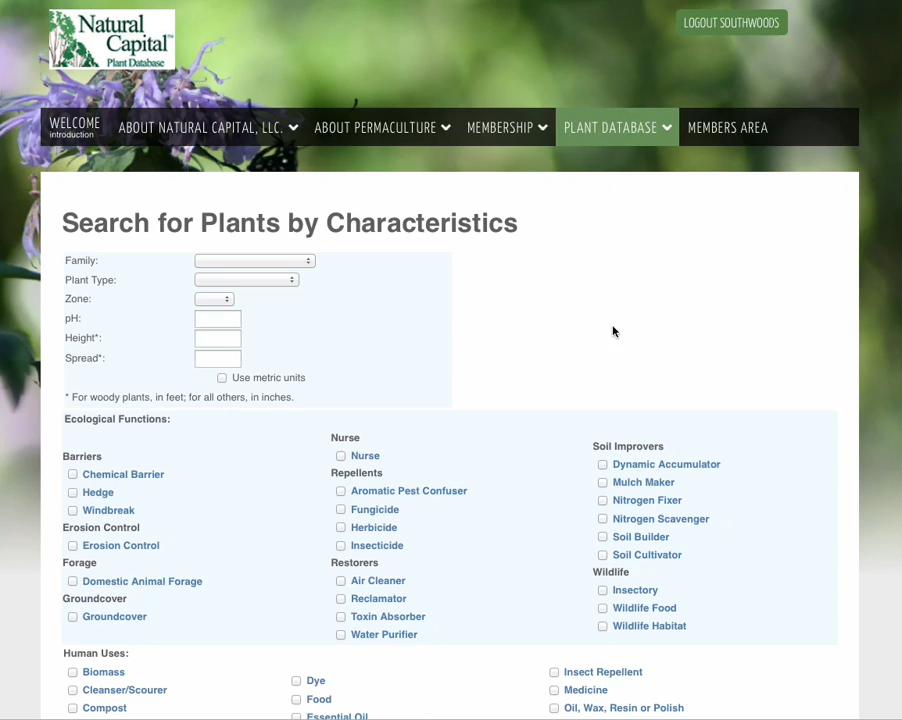 Natural
Capital™
Plant Database
LOGOUT SOUTHWOODS
WELCOME
introduction
ABOUT NATURAL CAPITAL, LLC.
ABOUT PERMACULTURE
MEMBERSHIP
PLANT DATABASE
MEMBERS AREA
Search for Plants by Characteristics
Family:
Plant Type:
Zone:
pH:
Height*:
Spread*:
Use metric units
* For woody plants, in feet; for all others, in inches.
Ecological Functions:
Barriers
Chemical Barrier
Hedge
Windbreak
Erosion Control
Erosion Control
Forage
Domestic Animal Forage
Groundcover
Groundcover
Nurse
Nurse
Repellents
Aromatic Pest Confuser
Fungicide
Herbicide
Insecticide
Restorers
Air Cleaner
Reclamator
Toxin Absorber
Water Purifier
Soil Improvers
Dynamic Accumulator
Mulch Maker
Nitrogen Fixer
Nitrogen Scavenger
Soil Builder
Soil Cultivator
Wildlife
Insectory
Wildlife Food
Wildlife Habitat
Human Uses:
Biomass
Cleanser/Scourer
Compost
Dye
Food
Essential Oil
Insect Repellent
Medicine
Oil, Wax, Resin or Polish